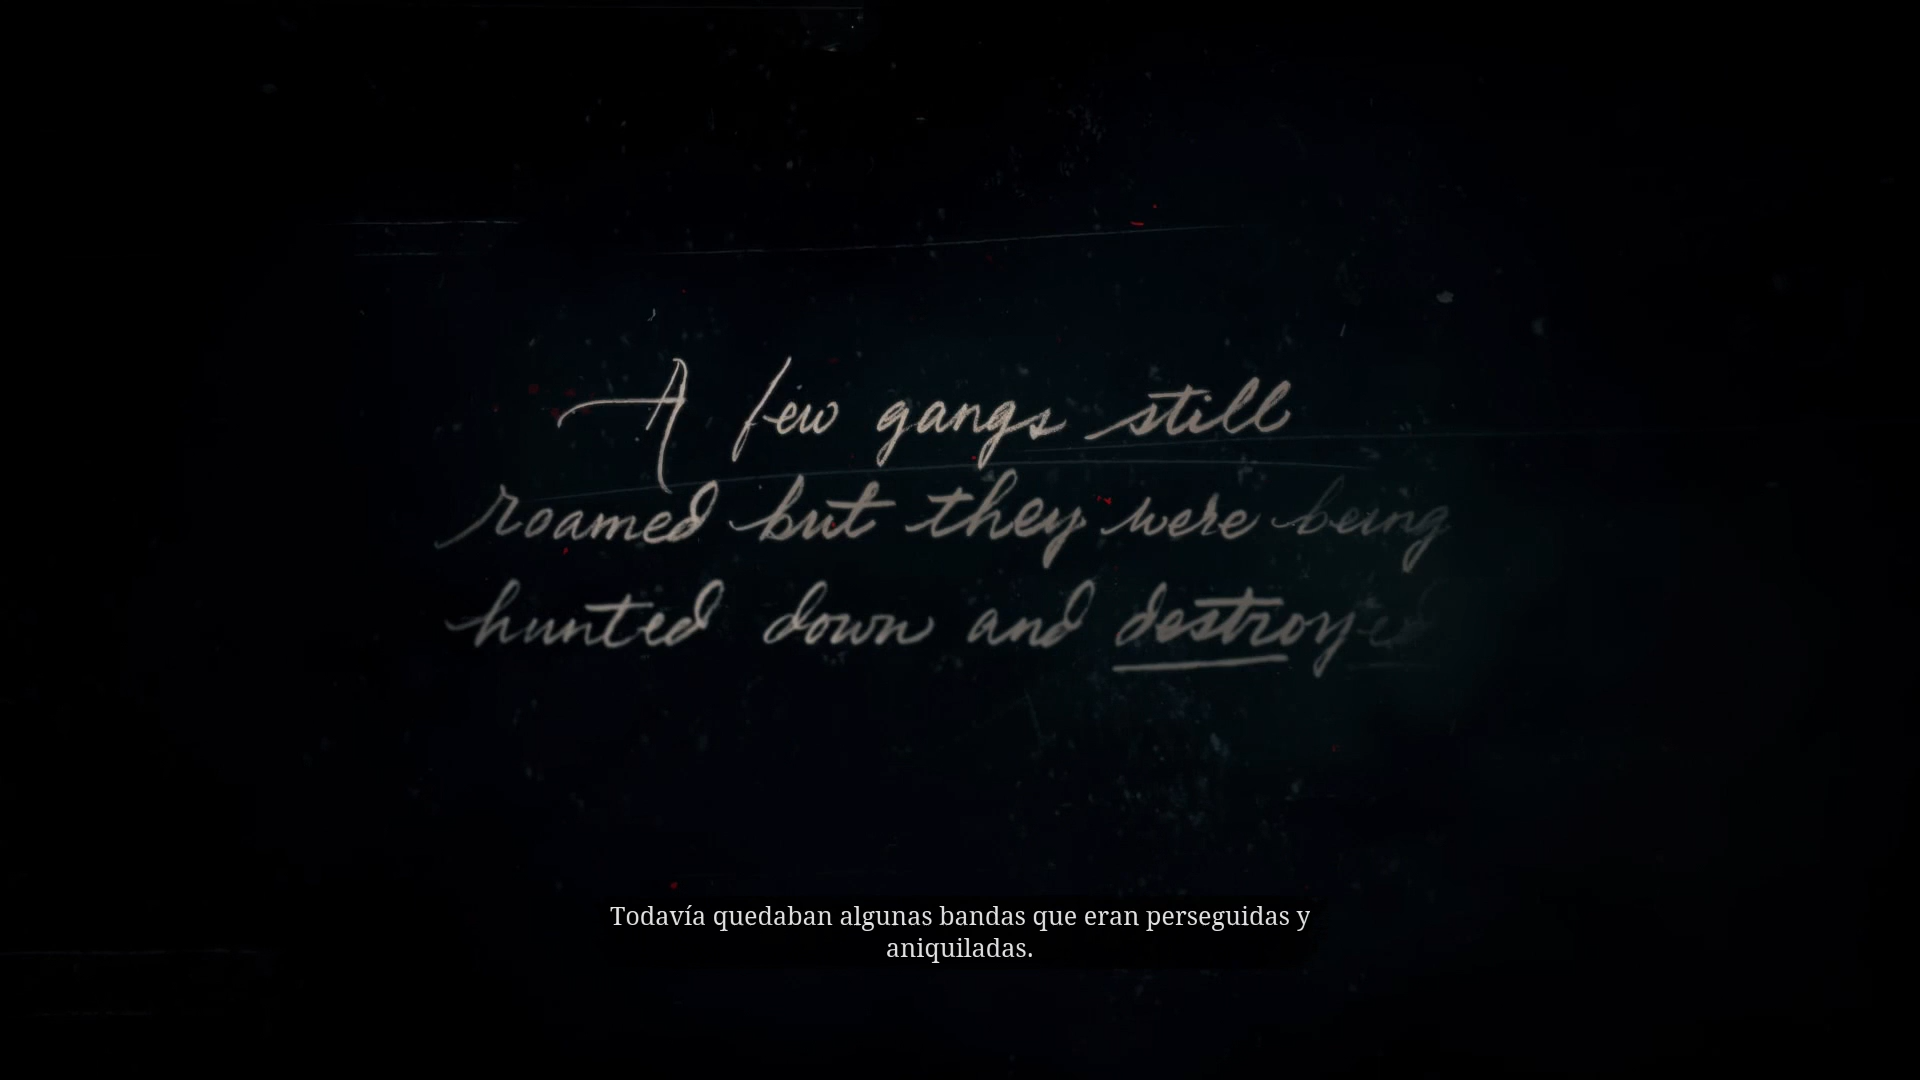 A few gangs still
roamed but they were being
hunted down and destroyed
Todavía quedaban algunas bandas que eran perseguidas y
aniquiladas.